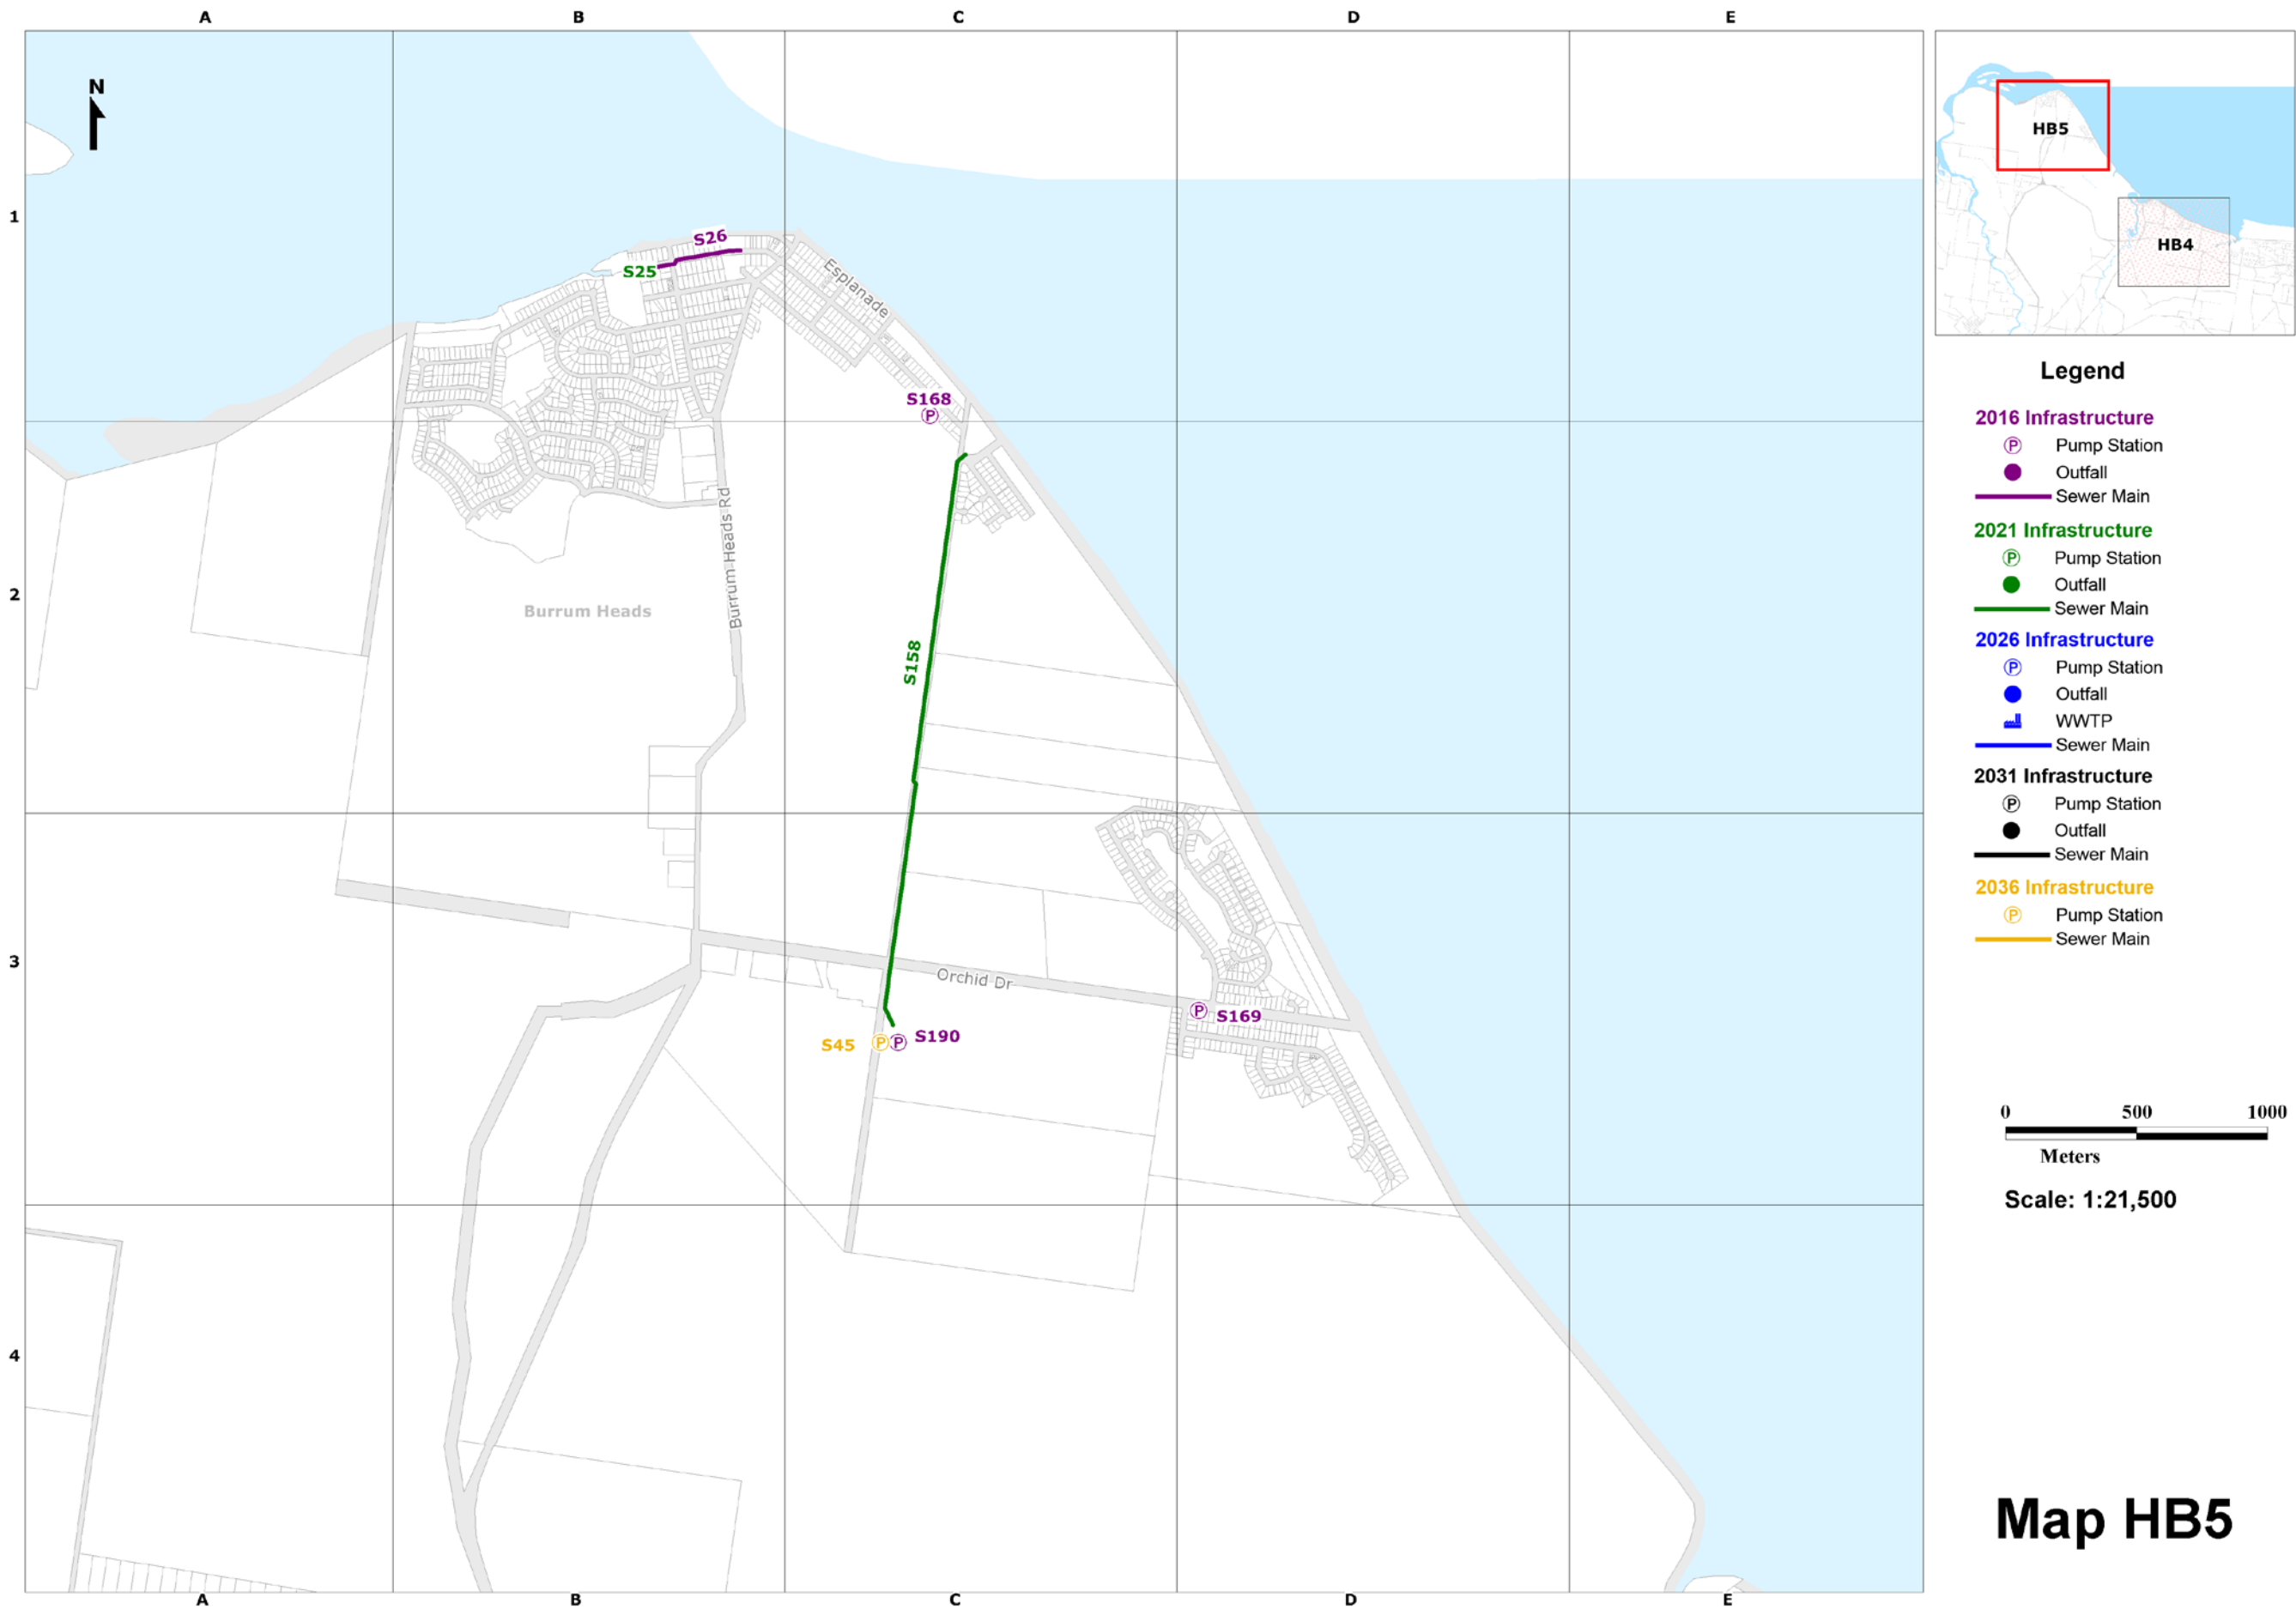 A B C D E
N
HB5
HB4
1
S26
S25
Esplanade
S168
Burrum Heads Rd
2
Burrum Heads
S158
3
Orchid Dr
S169
S190
S45
P
P
P
P
4
A B C D E
Legend
2016 Infrastructure
P Pump Station
Outfall
Sewer Main
2021 Infrastructure
P Pump Station
Outfall
Sewer Main
2026 Infrastructure
P Pump Station
Outfall
WWTP
Sewer Main
2031 Infrastructure
P Pump Station
Outfall
Sewer Main
2036 Infrastructure
P Pump Station
Sewer Main
0 500 1000
Meters
Scale: 1:21,500
Map HB5